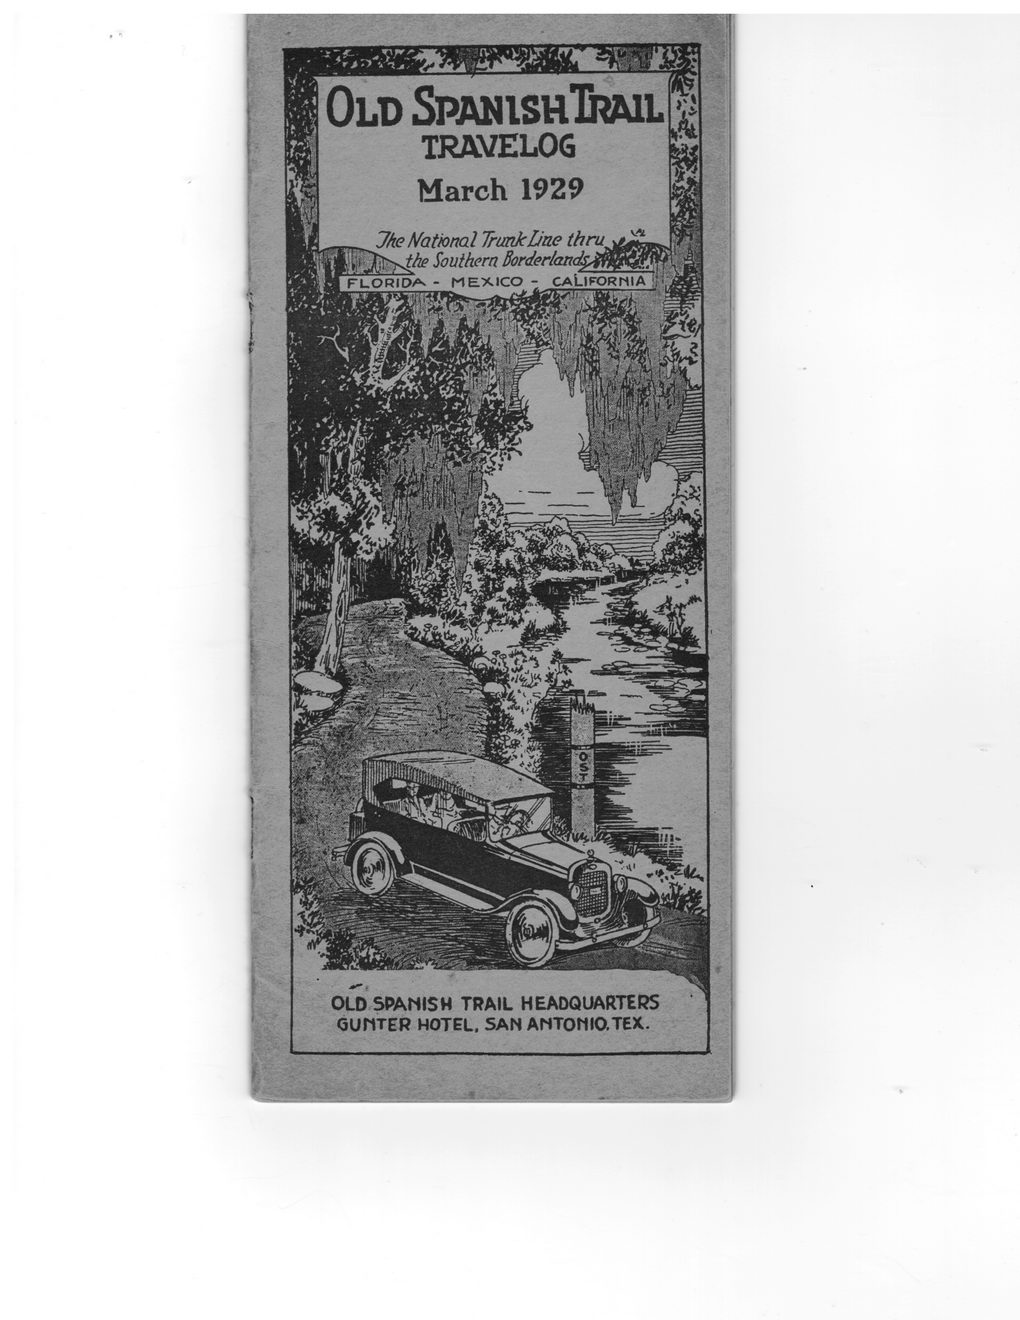 OLD SPANISH TRAIL
TRAVELOG
March 1929
The National Trunk Line thru
the Southern Borderlands
FLORIDA - MEXICO - CALIFORNIA
OST
OLD SPANISH TRAIL HEADQUARTERS
GUNTER HOTEL, SAN ANTONIO, TEX.